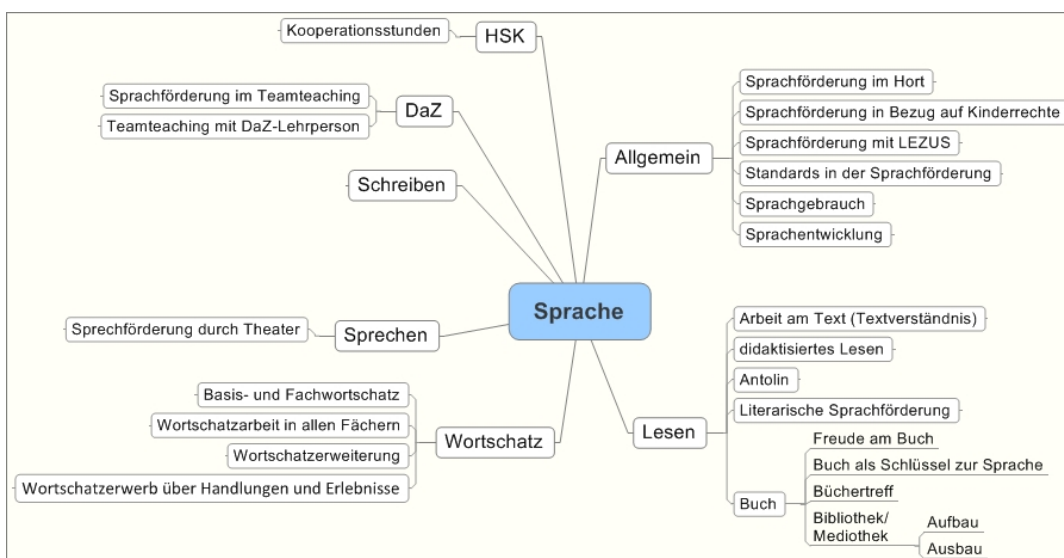 Kooperationsstunden
HSK
Sprachförderung im Teamteaching
Teamteaching mit DaZ-Lehrperson
DaZ
Schreiben
Sprechförderung durch Theater
Sprechen
Basis- und Fachwortschatz
Wortschatzarbeit in allen Fächern
Wortschatzerweiterung
Wortschatzerwerb über Handlungen und Erlebnisse
Wortschatz
Sprache
Allgemein
Sprachförderung im Hort
Sprachförderung in Bezug auf Kinderrechte
Sprachförderung mit LEZUS
Standards in der Sprachförderung
Sprachgebrauch
Sprachentwicklung
Lesen
Arbeit am Text (Textverständnis)
didaktisiertes Lesen
Antolin
Literarische Sprachförderung
Buch
Freude am Buch
Buch als Schlüssel zur Sprache
Büchertreff
Bibliothek/
Mediothek
Aufbau
Ausbau